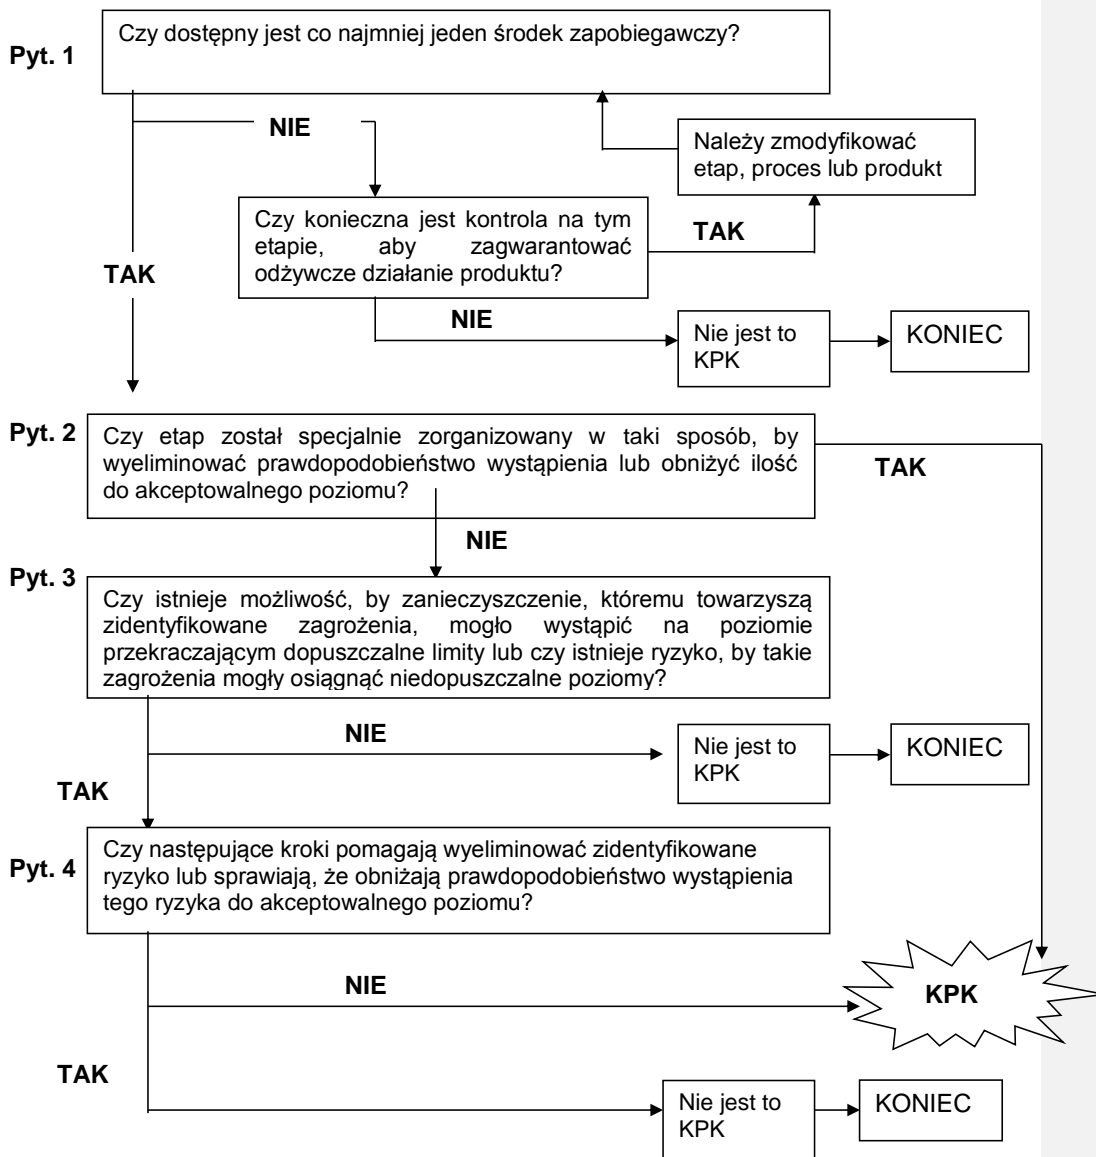 Pyt. 1
Czy dostępny jest co najmniej jeden środek zapobiegawczy?
NIE
Należy zmodyfikować
etap, proces lub produkt
Czy konieczna jest kontrola na tym
etapie, aby zagwarantować
odżywcze działanie produktu?
TAK
TAK
NIE
Nie jest to
KPK
KONIEC
Pyt. 2
Czy etap został specjalnie zorganizowany w taki sposób, by
wyeliminować prawdopodobieństwo wystąpienia lub obniżyć ilość
do akceptowalnego poziomu?
TAK
NIE
Pyt. 3
Czy istnieje możliwość, by zanieczyszczenie, któremu towarzyszą
zidentyfikowane zagrożenia, mogło wystąpić na poziomie
przekraczającym dopuszczalne limity lub czy istnieje ryzyko, by takie
zagrożenia mogły osiągnąć niedopuszczalne poziomy?
NIE
Nie jest to
KPK
KONIEC
TAK
Pyt. 4
Czy następujące kroki pomagają wyeliminować zidentyfikowane
ryzyko lub sprawiają, że obniżają prawdopodobieństwo wystąpienia
tego ryzyka do akceptowalnego poziomu?
NIE
KPK
TAK
Nie jest to
KPK
KONIEC